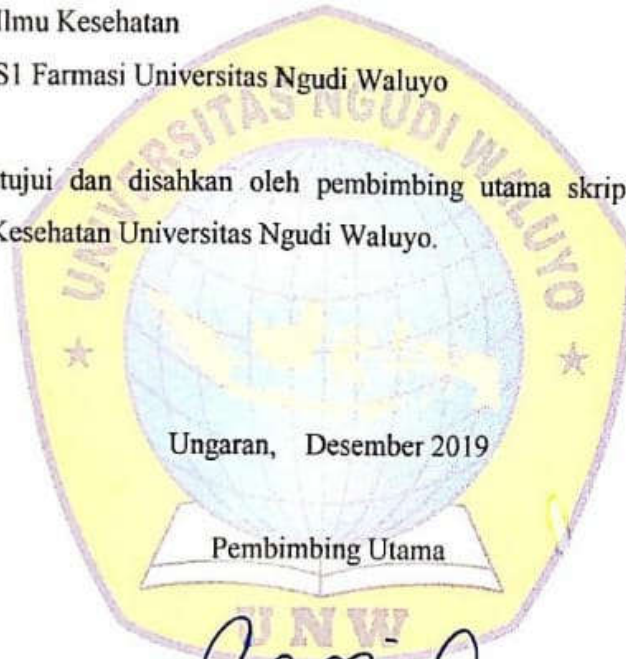 Ilmu Kesehatan
S1 Farmasi Universitas Ngudi Waluyo
UNIVERSITAS NGUDI WALUYO
tujui dan disahkan oleh pembimbing utama skrip
Kesehatan Universitas Ngudi Waluyo.
Ungaran, Desember 2019
Pembimbing Utama
UNW